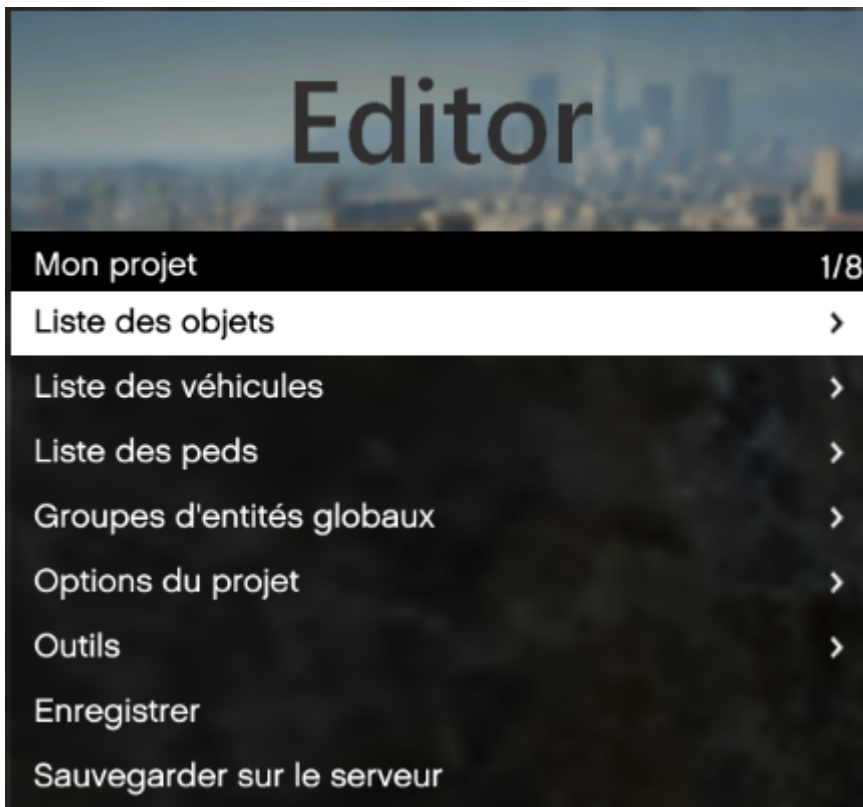 Editor
Mon projet 1/8
Liste des objets
Liste des véhicules
Liste des peds
Groupes d'entités globaux
Options du projet
Outils
Enregistrer
Sauvegarder sur le serveur